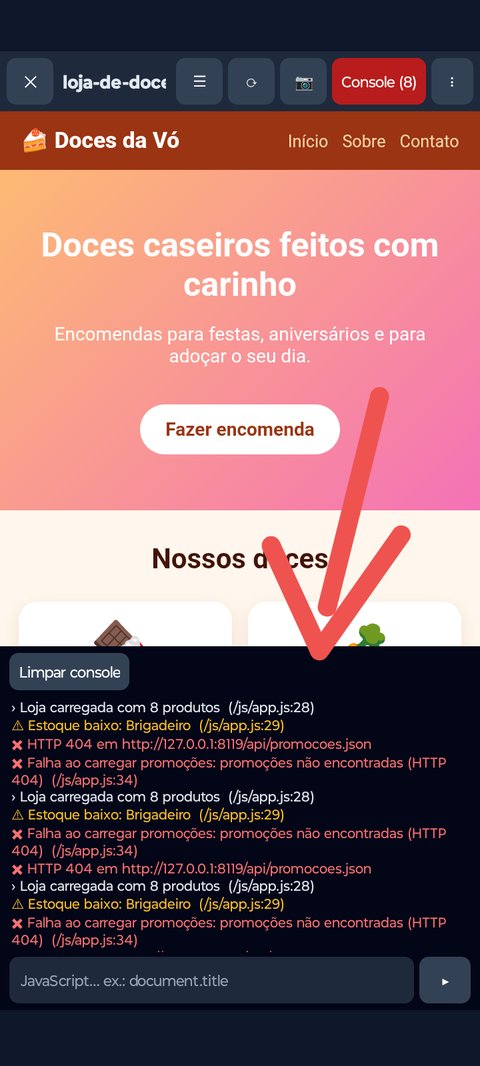 loja-de-doce
Console (8)
Doces da Vó
Início Sobre Contato
Doces caseiros feitos com
carinho
Encomendas para festas, aniversários e para
adoçar o seu dia.
Fazer encomenda
Nossos doces
Limpar console
› Loja carregada com 8 produtos (/js/app.js:28)
⚠ Estoque baixo: Brigadeiro (/js/app.js:29)
✖ HTTP 404 em http://127.0.0.1:8119/api/promocoes.json
✖ Falha ao carregar promoções: promoções não encontradas (HTTP
404) (/js/app.js:34)
› Loja carregada com 8 produtos (/js/app.js:28)
⚠ Estoque baixo: Brigadeiro (/js/app.js:29)
✖ Falha ao carregar promoções: promoções não encontradas (HTTP
404) (/js/app.js:34)
✖ HTTP 404 em http://127.0.0.1:8119/api/promocoes.json
› Loja carregada com 8 produtos (/js/app.js:28)
⚠ Estoque baixo: Brigadeiro (/js/app.js:29)
✖ Falha ao carregar promoções: promoções não encontradas (HTTP
404) (/js/app.js:34)
JavaScript... ex.: document.title